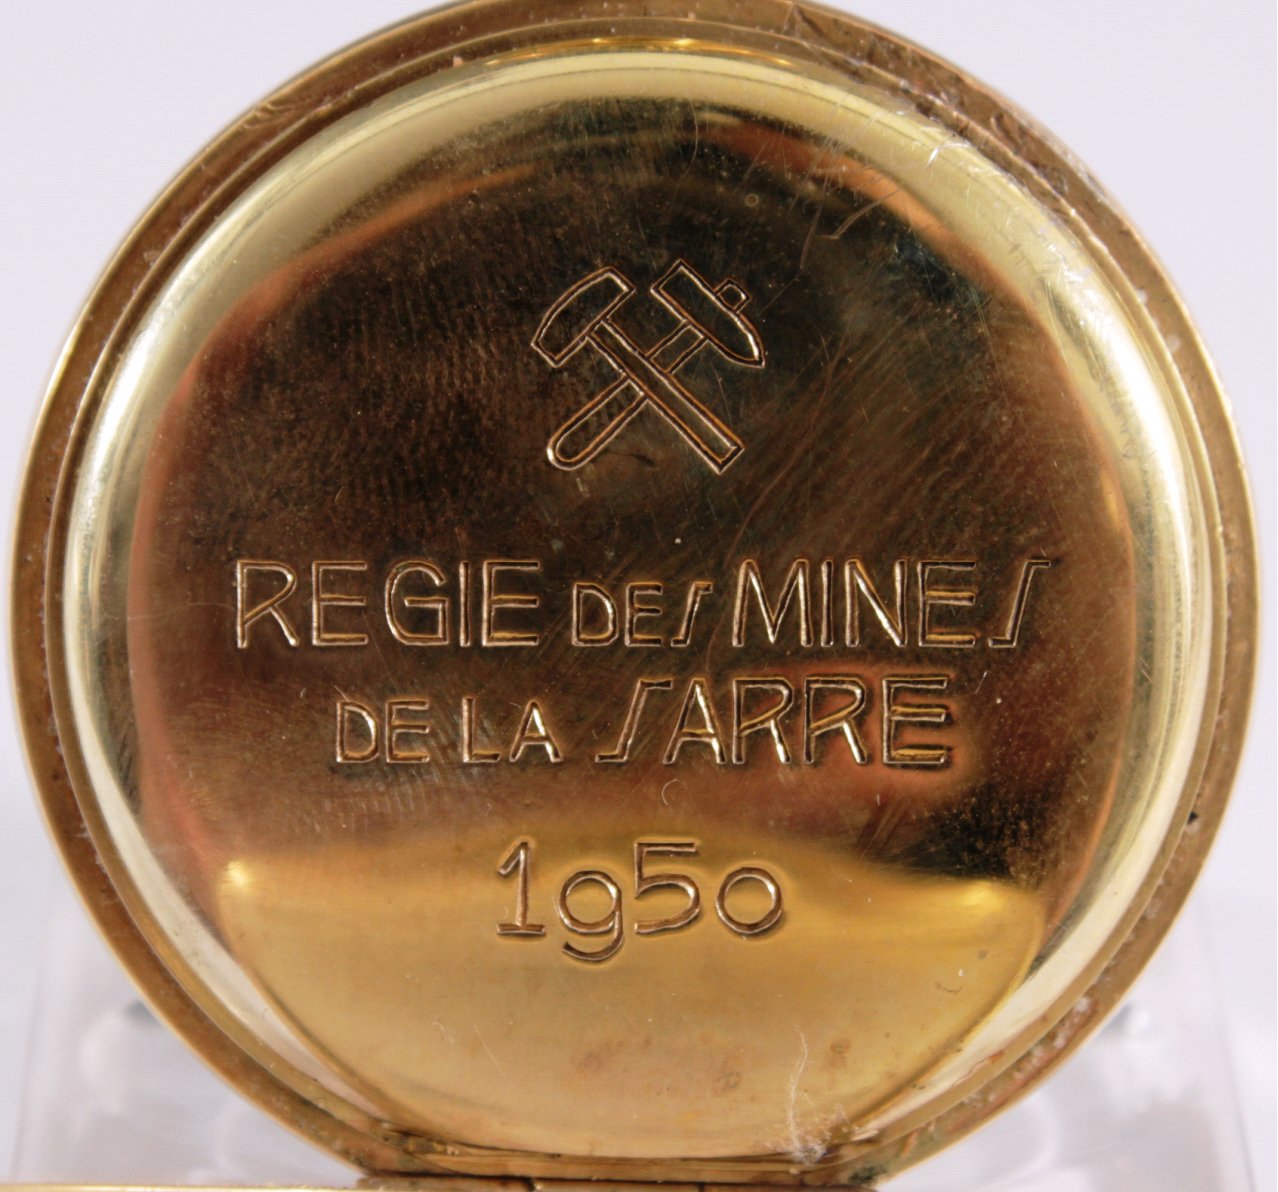 REGIE DES MINES
DE LA SARRE
1950